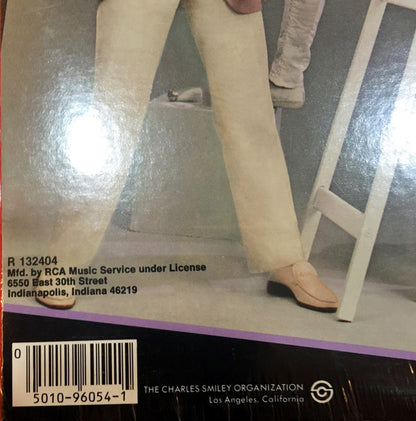 R 132404
Mfd. by RCA Music Service under License
6550 East 30th Street
Indianapolis, Indiana 46219
0
5010-96054-1
THE CHARLES SMILEY ORGANIZATION
Los Angeles, California